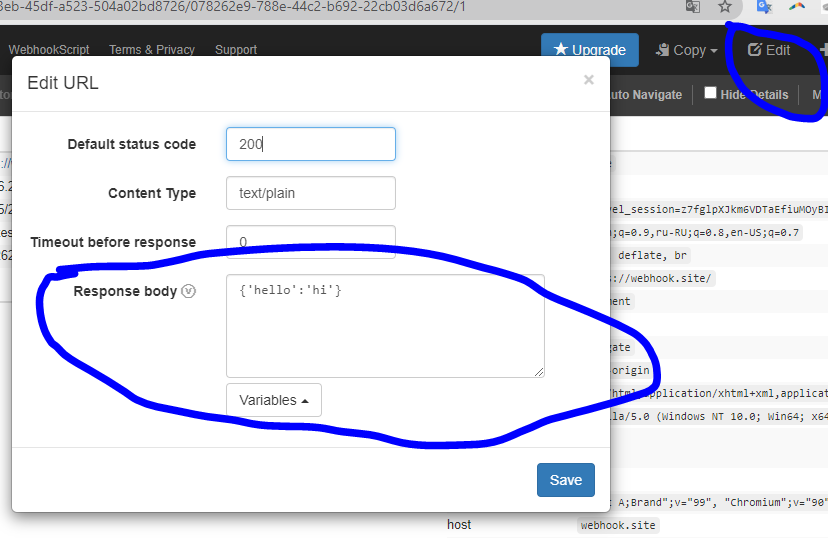 3eb-45df-a523-504a02bd8726/078262e9-788e-44c2-b692-22cb03d6a672/1
WebhookScript Terms & Privacy Support Upgrade Copy Edit
Edit URL ×
uto Navigate Hide Details M
Default status code 200
Content Type text/plain
Timeout before response 0
Response body {'hello':'hi'}
Variables
Save
vel_session=z7fglpXJkm6VDTaEfiuMOyBI
;q=0.9,ru-RU;q=0.8,en-US;q=0.7
deflate, br
s://webhook.site/
ment
gate
origin
/html,application/xhtml+xml,applicat
lla/5.0 (Windows NT 10.0; Win64; x64
A;Brand";v="99", "Chromium";v="90"
host webhook.site